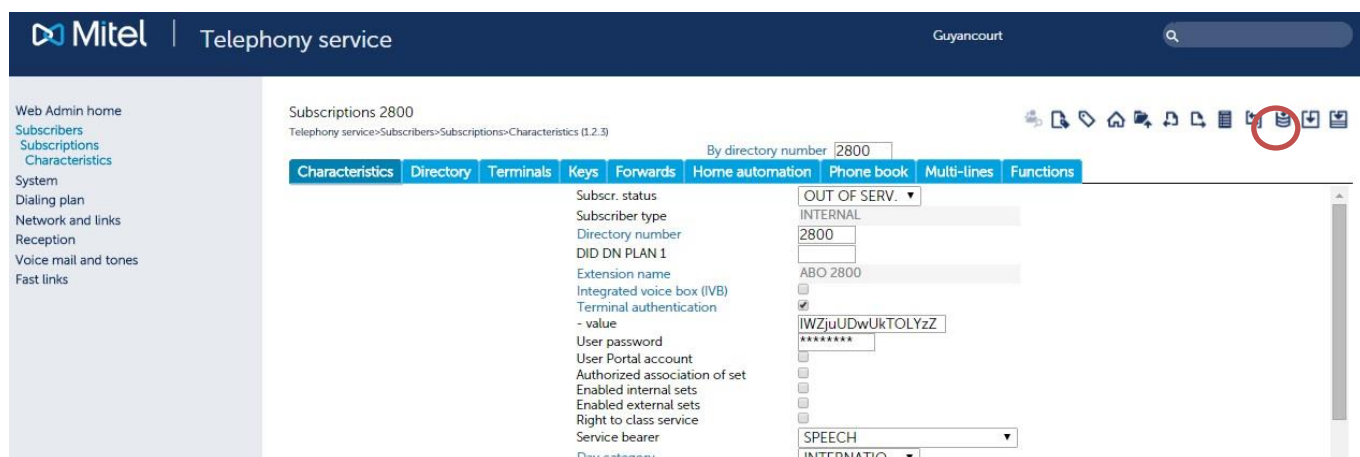 Mitel | Telephony service Guyancourt
Web Admin home
Subscribers
Subscriptions
Characteristics
System
Dialing plan
Network and links
Reception
Voice mail and tones
Fast links
Subscriptions 2800
Telephony service>Subscribers>Subscriptions>Characteristics (1.2.3)
By directory number 2800
Characteristics Directory Terminals Keys Forwards Home automation Phone book Multi-lines Functions
Subscr. status OUT OF SERV.
Subscriber type INTERNAL
Directory number 2800
DID DN PLAN 1
Extension name ABO 2800
Integrated voice box (IVB)
Terminal authentication
- value IWZjuUDwUkTOLYzZ
User password ********
User Portal account
Authorized association of set
Enabled internal sets
Enabled external sets
Right to class service
Service bearer SPEECH
Day category INTERNATIO